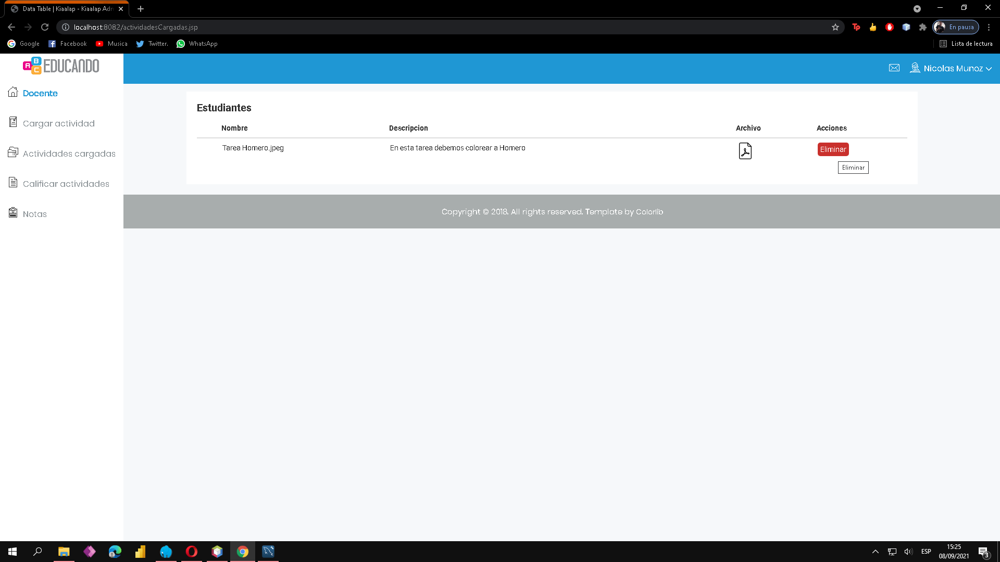 Data Table | Kiaalap - Kiaalap Adm
localhost:8082/actividadesCargadas.jsp
Tp
En pausa
Google
Facebook
Musica
Twitter.
WhatsApp
Lista de lectura
A B C EDUCANDO
Nicolas Munoz
Docente
Cargar actividad
Actividades cargadas
Calificar actividades
Notas
Estudiantes
Nombre Descripcion Archivo Acciones
Tarea Homero.jpeg En esta tarea debemos colorear a Homero Eliminar
Eliminar
Copyright © 2018. All rights reserved. Template by Colorlib
ESP
15:25
08/09/2021
3